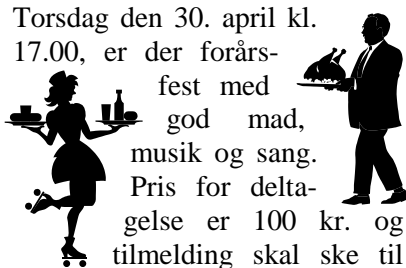 Torsdag den 30. april kl.
17.00, er der forårs-
fest med
god mad,
musik og sang.
Pris for delta-
gelse er 100 kr. og
tilmelding skal ske til